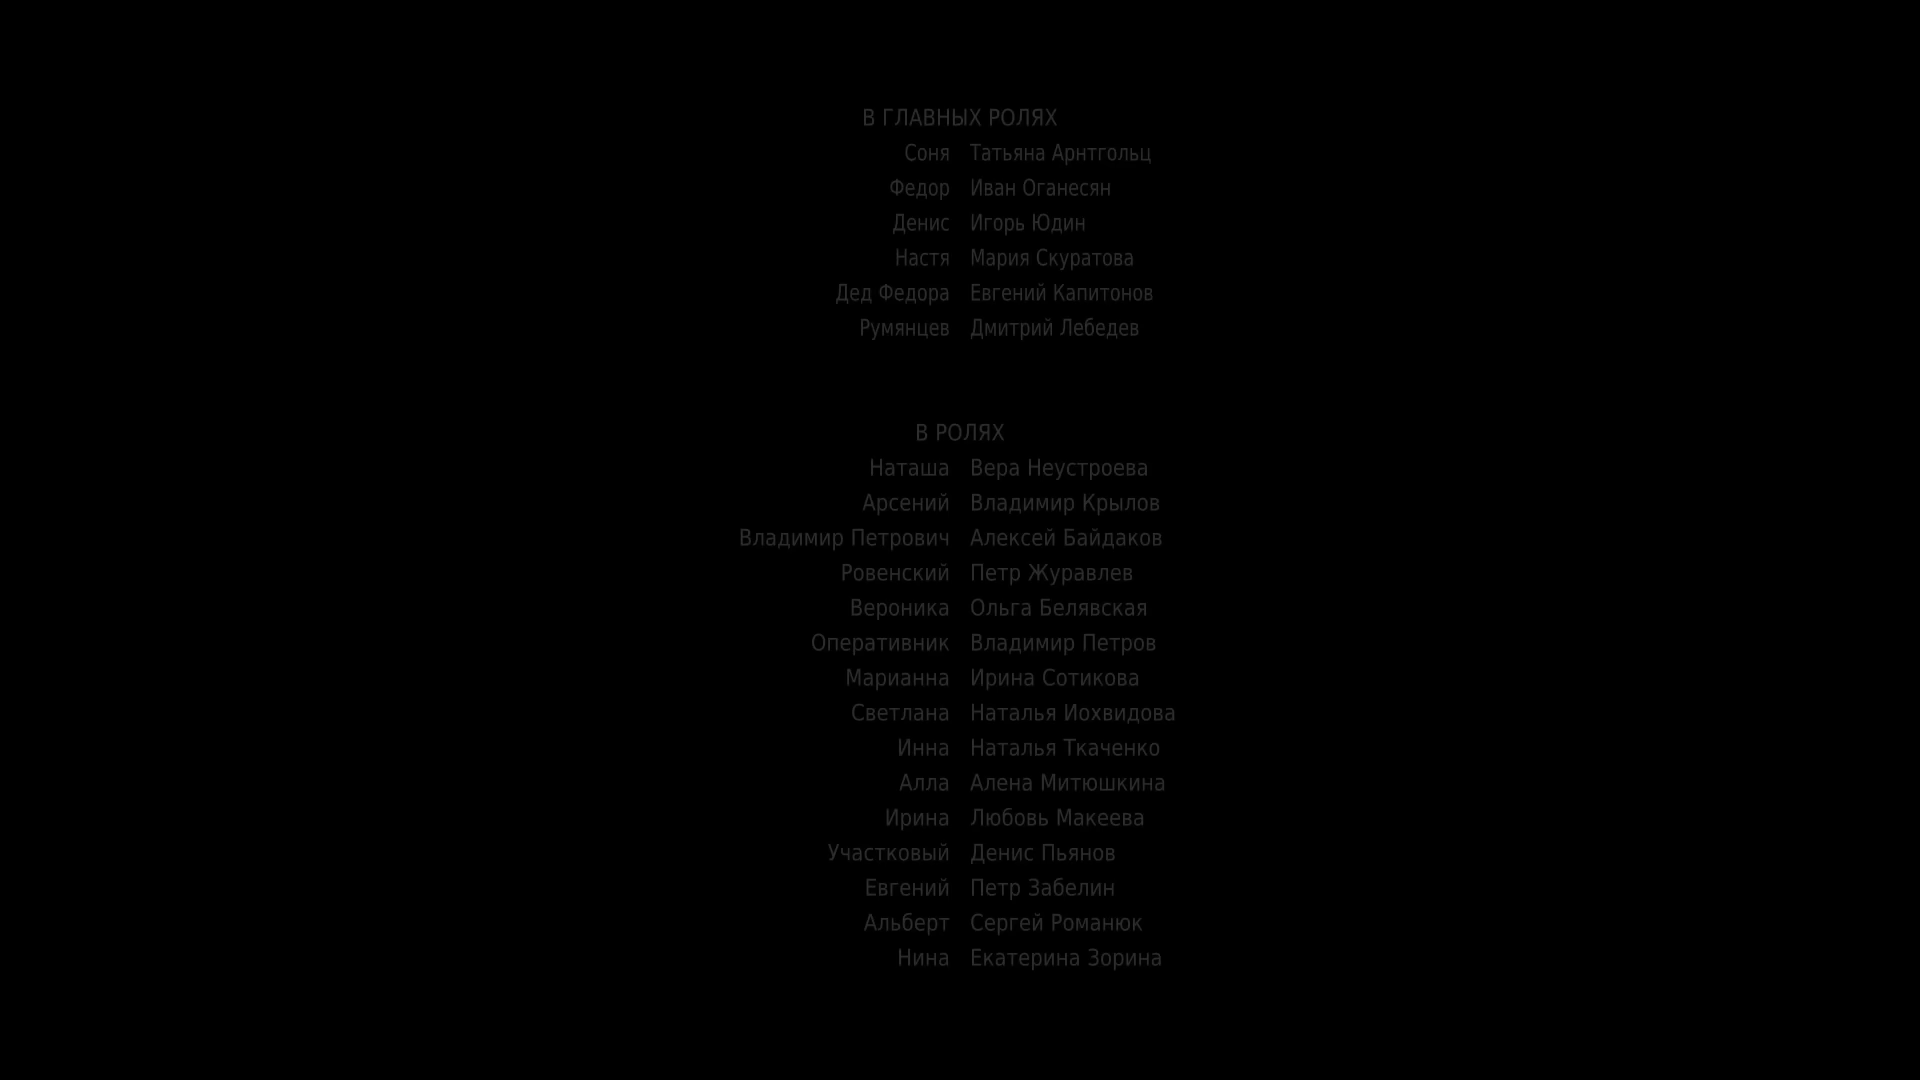 В ГЛАВНЫХ РОЛЯХ
Соня Татьяна Арнтгольц
Федор Иван Оганесян
Денис Игорь Юдин
Настя Мария Скуратова
Дед Федора Евгений Капитонов
Румянцев Дмитрий Лебедев
В РОЛЯХ
Наташа Вера Неустроева
Арсений Владимир Крылов
Владимир Петрович Алексей Байдаков
Ровенский Петр Журавлев
Вероника Ольга Белявская
Оперативник Владимир Петров
Марианна Ирина Сотикова
Светлана Наталья Иохвидова
Инна Наталья Ткаченко
Алла Алена Митюшкина
Ирина Любовь Макеева
Участковый Денис Пьянов
Евгений Петр Забелин
Альберт Сергей Романюк
Нина Екатерина Зорина